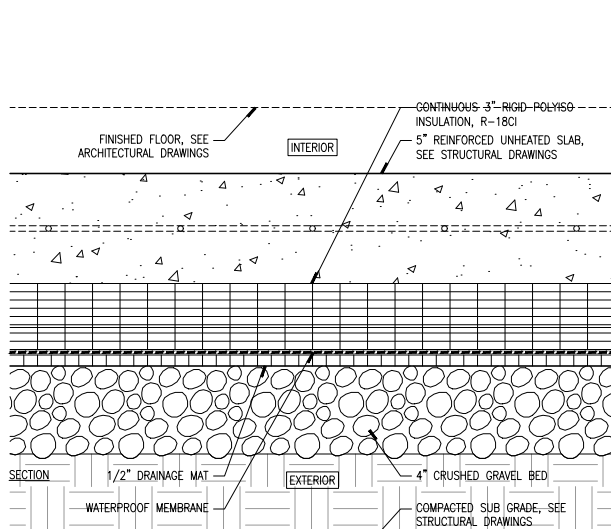 CONTINUOUS 3" RIGID POLYISO
INSULATION, R-18CI
FINISHED FLOOR, SEE
ARCHITECTURAL DRAWINGS
INTERIOR
5" REINFORCED UNHEATED SLAB,
SEE STRUCTURAL DRAWINGS
SECTION
1/2" DRAINAGE MAT
EXTERIOR
4" CRUSHED GRAVEL BED
WATERPROOF MEMBRANE
COMPACTED SUB GRADE, SEE
STRUCTURAL DRAWINGS